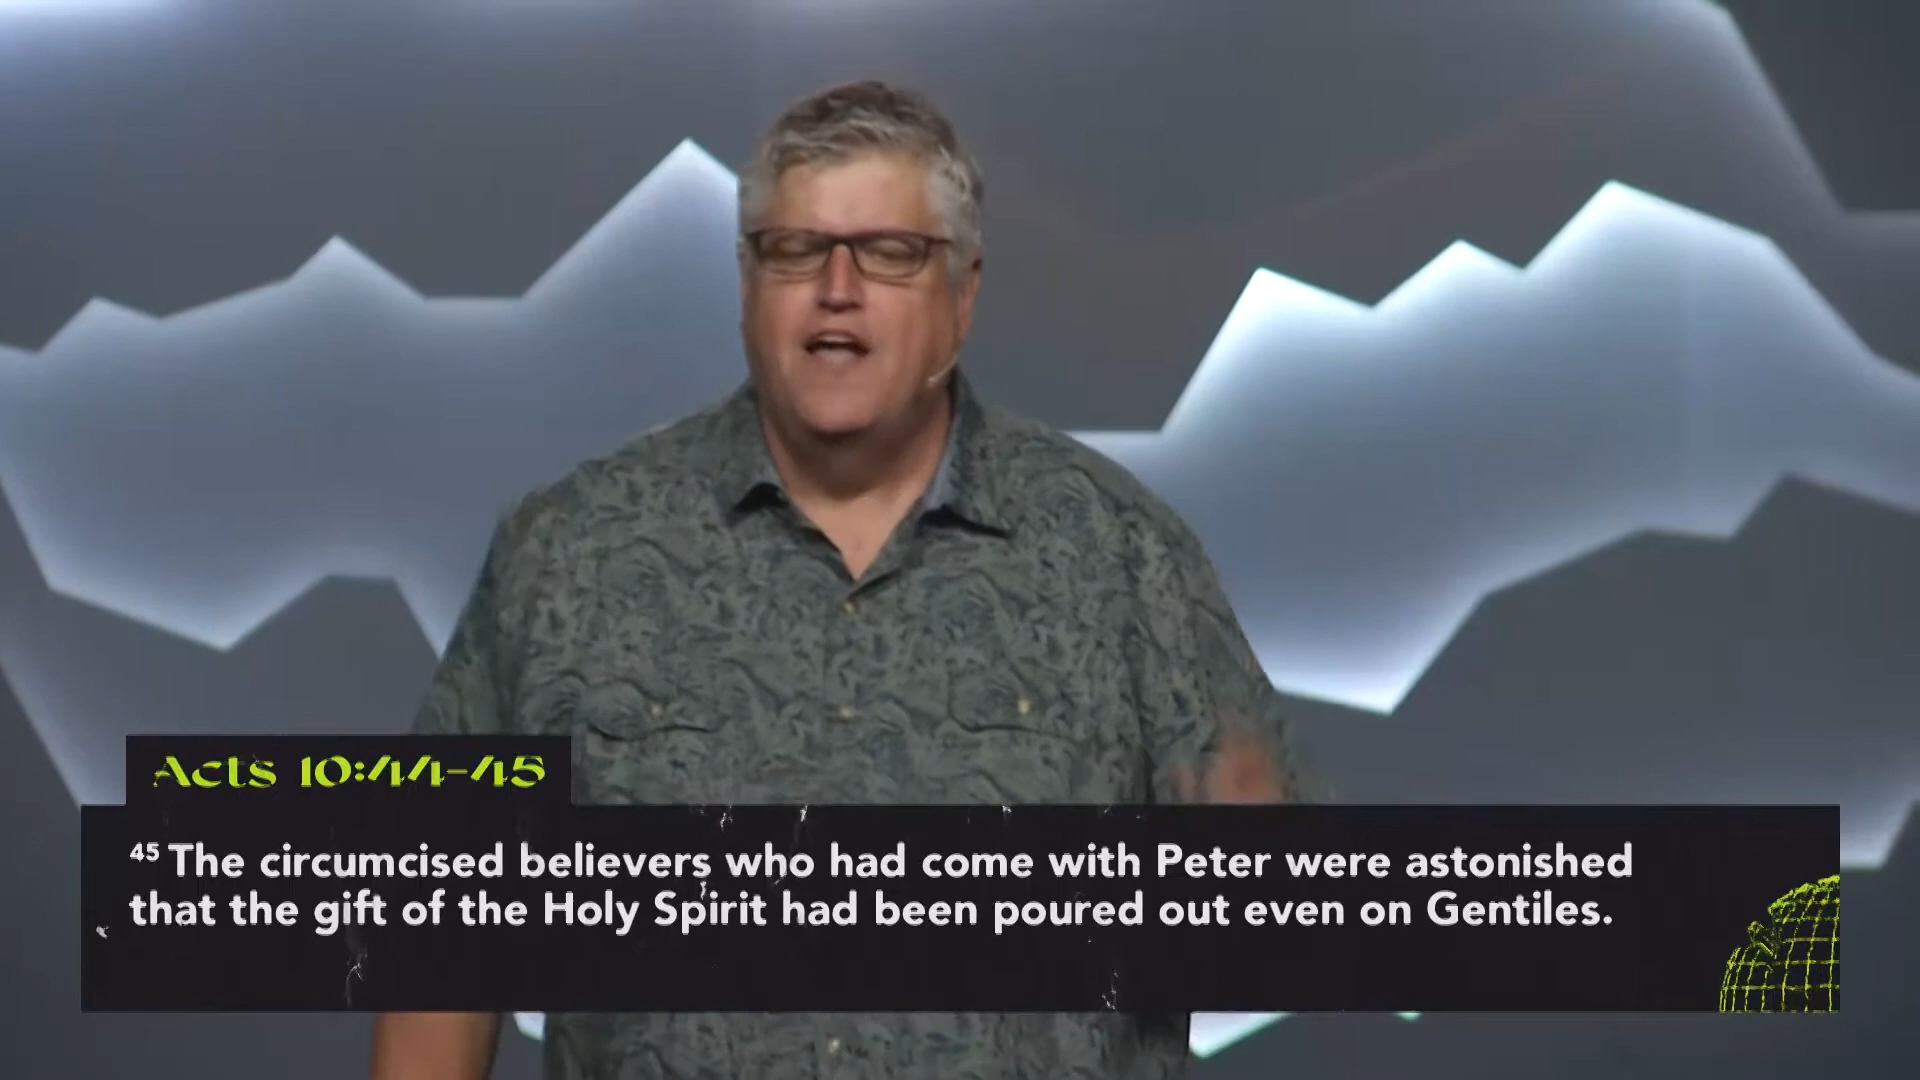 Acts 10:44-45
45 The circumcised believers who had come with Peter were astonished
that the gift of the Holy Spirit had been poured out even on Gentiles.